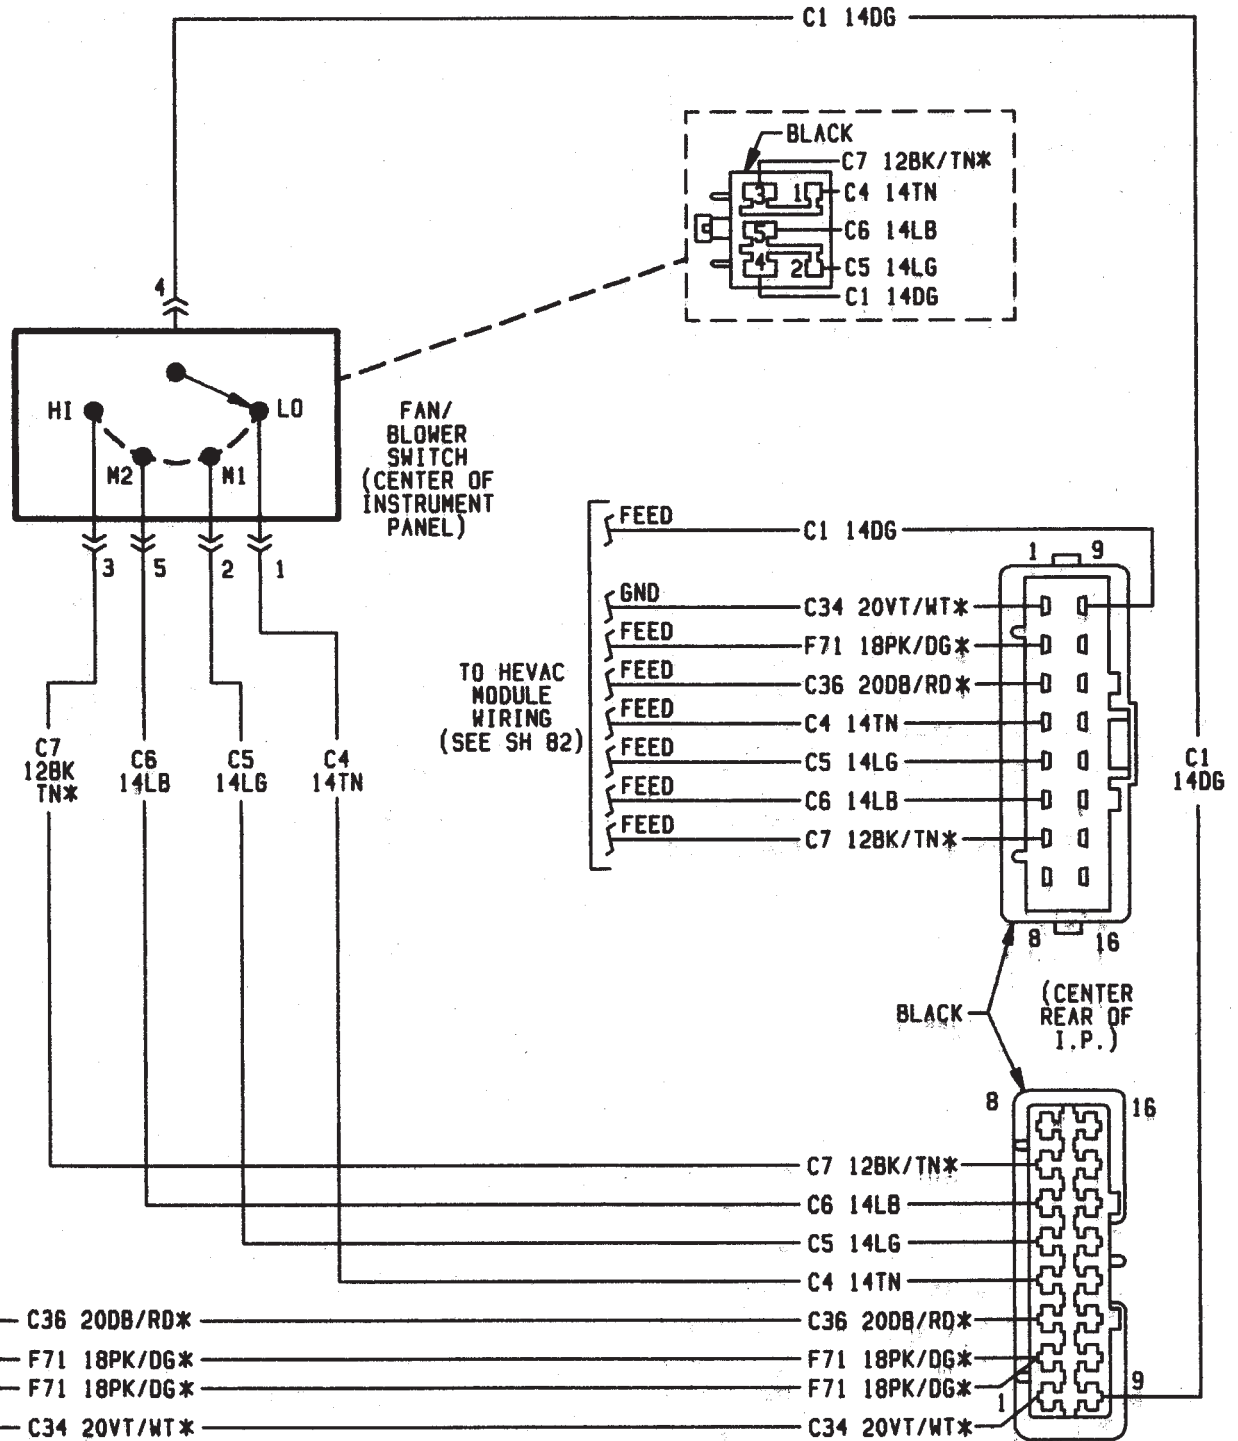 C1 14DG
BLACK
C7 12BK/TN*
3 1 C4 14TN
5 C6 14LB
4 2 C5 14LG
C1 14DG
4
HI
LO
M2 M1
FAN/
BLOWER
SWITCH
(CENTER OF
INSTRUMENT
PANEL)
3 5 2 1
FEED C1 14DG
1 9
GND C34 20VT/WT*
FEED F71 18PK/DG*
FEED C36 20DB/RD*
FEED C4 14TN
FEED C5 14LG
FEED C6 14LB
FEED C7 12BK/TN*
TO HEVAC
MODULE
WIRING
(SEE SH 82)
C7
12BK
TN*
C6
14LB
C5
14LG
C4
14TN
C1
14DG
8 16
BLACK
(CENTER
REAR OF
I.P.)
8 16
C7 12BK/TN*
C6 14LB
C5 14LG
C4 14TN
C36 20DB/RD* C36 20DB/RD*
F71 18PK/DG* F71 18PK/DG*
F71 18PK/DG* F71 18PK/DG*
1 9
C34 20VT/WT* C34 20VT/WT*